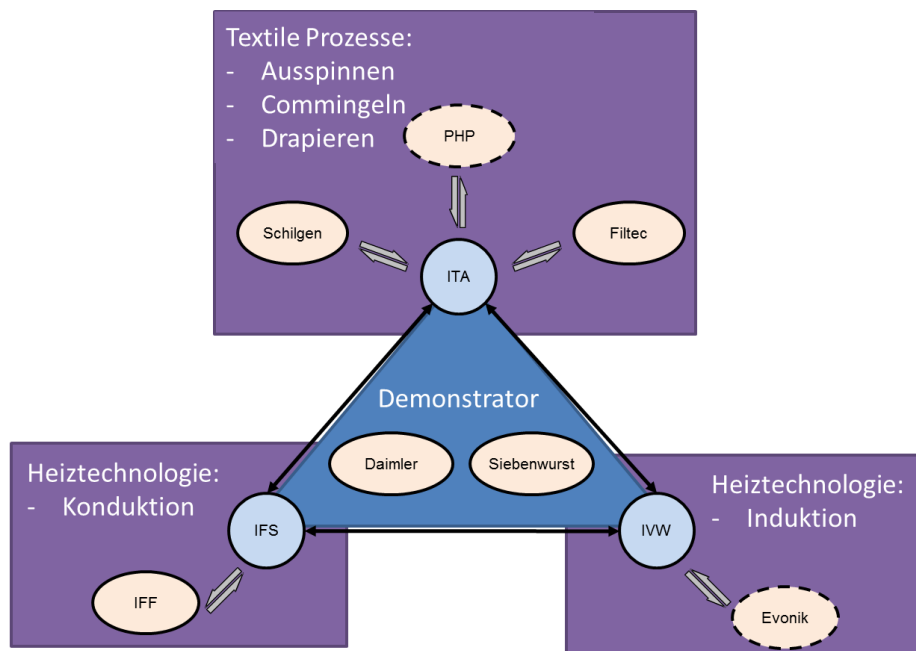 Textile Prozesse:
- Ausspinnen
- Commingeln
- Drapieren
PHP
Schilgen
Filtec
ITA
Demonstrator
Daimler
Siebenwurst
Heiztechnologie:
- Konduktion
IFS
IFF
Heiztechnologie:
- Induktion
IVW
Evonik